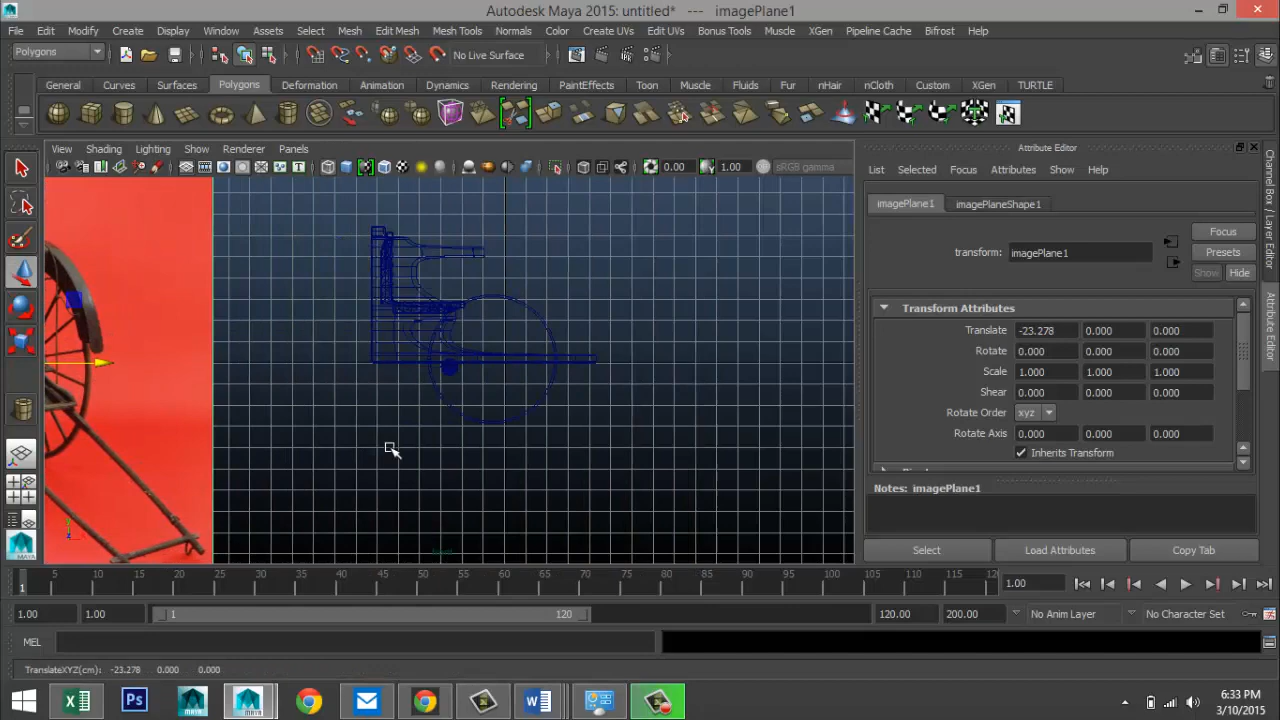 Autodesk Maya 2015: untitled* --- imagePlane1
File Edit Modify Create Display Window Assets Select Mesh Edit Mesh Mesh Tools Normals Color Create UVs Edit UVs Bonus Tools Muscle XGen Pipeline Cache Bifrost Help
Polygons No Live Surface
General Curves Surfaces Polygons Deformation Animation Dynamics Rendering PaintEffects Toon Muscle Fluids Fur nHair nCloth Custom XGen TURTLE
View Shading Lighting Show Renderer Panels
0.00 1.00 sRGB gamma
Attribute Editor
List Selected Focus Attributes Show Help
imagePlane1 imagePlaneShape1
Focus
transform: imagePlane1 Presets
Show Hide
Transform Attributes
Translate -23.278 0.000 0.000
Rotate 0.000 0.000 0.000
Scale 1.000 1.000 1.000
Shear 0.000 0.000 0.000
Rotate Order xyz
Rotate Axis 0.000 0.000 0.000
Inherits Transform
Notes: imagePlane1
Select Load Attributes Copy Tab
Channel Box / Layer Editor
Attribute Editor
1 5 10 15 20 25 30 35 40 45 50 55 60 65 70 75 80 85 90 95 100 105 110 115 12 1.00
1.00 1.00 1 120 120.00 200.00 No Anim Layer No Character Set
MEL
TranslateXYZ(cm): -23.278 0.000 0.000
6:33 PM
3/10/2015